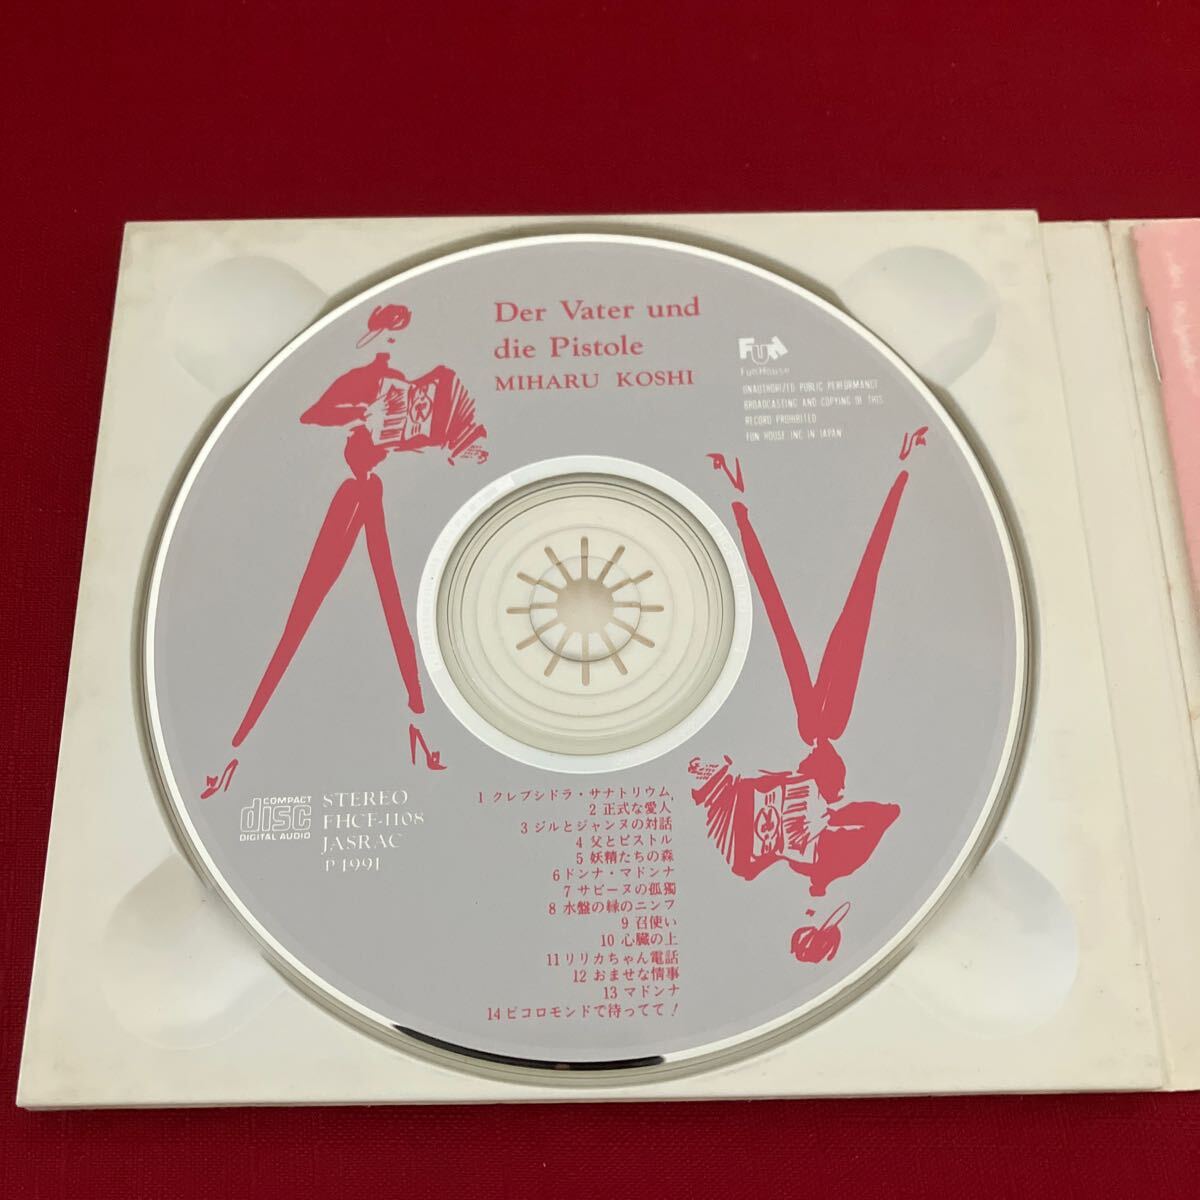 Der Vater und
die Pistole
MIHARU KOSHI
FUN
Fun House
UNAUTHORIZED PUBLIC PERFORMANCE
BROADCASTING AND COPYING OF THIS
RECORD PROHIBITED
FUN HOUSE INC. IN JAPAN
COMPACT
disc
DIGITAL AUDIO
STEREO
FHCF-1108
JASRAC
P 1991
1 クレプシドラ・サナトリウム,
2 正式な愛人
3 ジルとジャンヌの対話
4 父とピストル
5 妖精たちの森
6 ドンナ・マドンナ
7 サビーヌの孤獨
8 水盤の縁のニンフ
9 召使い
10 心臓の上
11 リリカちゃん電話
12 おませな情事
13 マドンナ
14 ピコロモンドで待ってて!